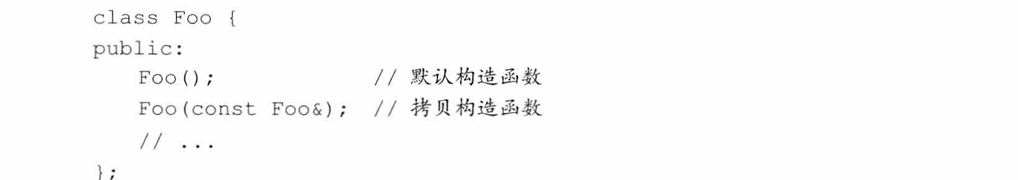 class Foo {
public:
    Foo();             // 默认构造函数
    Foo(const Foo&);   // 拷贝构造函数
    // ...
};